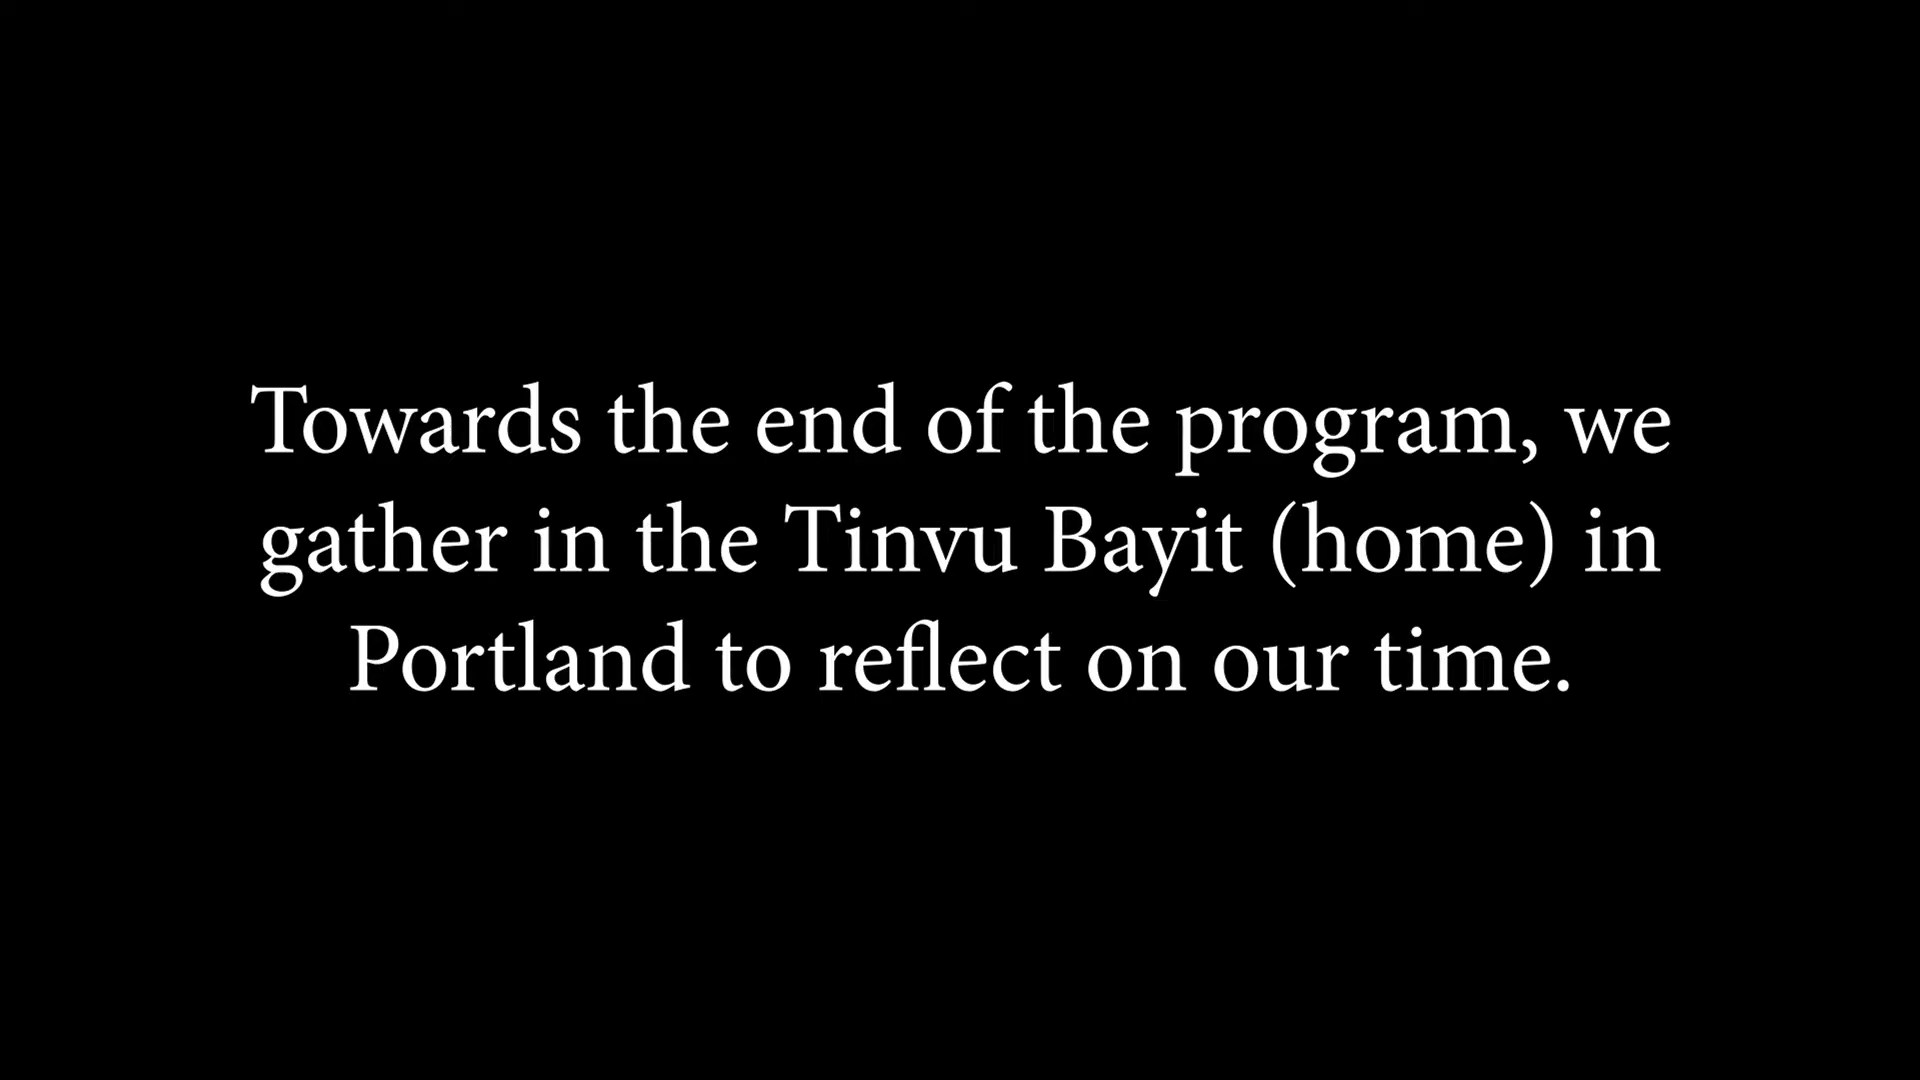 Towards the end of the program, we
gather in the Tinvu Bayit (home) in
Portland to reflect on our time.